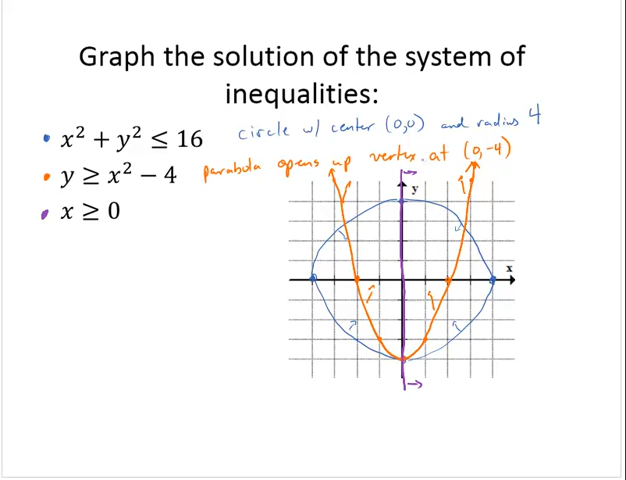 Graph the solution of the system of
inequalities:
x² + y² ≤ 16 circle w/ center (0,0) and radius 4
y ≥ x² − 4 parabola opens up vertex. at (0,-4)
x ≥ 0
y
x